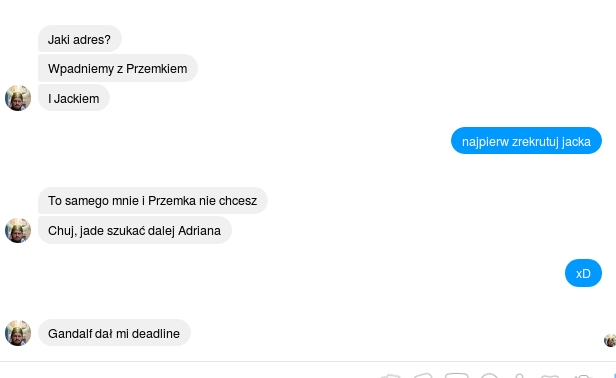 Jaki adres?
Wpadniemy z Przemkiem
I Jackiem
najpierw zrekrutuj jacka
To samego mnie i Przemka nie chcesz
Chuj, jade szukać dalej Adriana
xD
Gandalf dał mi deadline